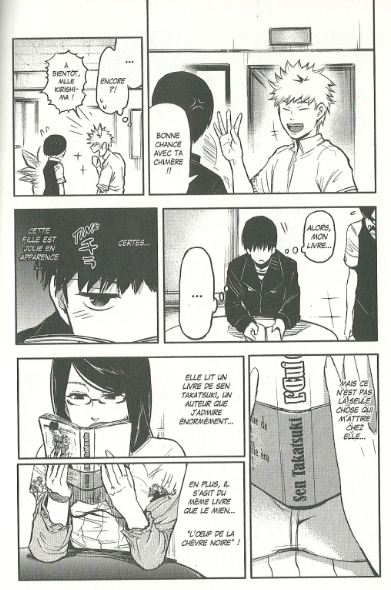 BONNE
CHANCE
AVEC TA
CHIMÈRE
!!
...
ENCORE
?!
À
BIENTÔT,
MLLE
KIRISHI-
MA !
ALORS,
MON
LIVRE...
...
CERTES...
CETTE
FILLE EST
JOLIE EN
APPARENCE
MAIS CE
N'EST PAS
LA SEULE
CHOSE QUI
M'ATTIRE
CHEZ
ELLE...
Sen Takatsuki
ELLE LIT UN
LIVRE DE SEN
TAKATSUKI,
UN AUTEUR QUE
J'ADMIRE
ÉNORMÉMENT...
EN PLUS, IL
S'AGIT DU
MÊME LIVRE
QUE LE MIEN...
"L'ŒUF DE LA
CHÈVRE NOIRE" !